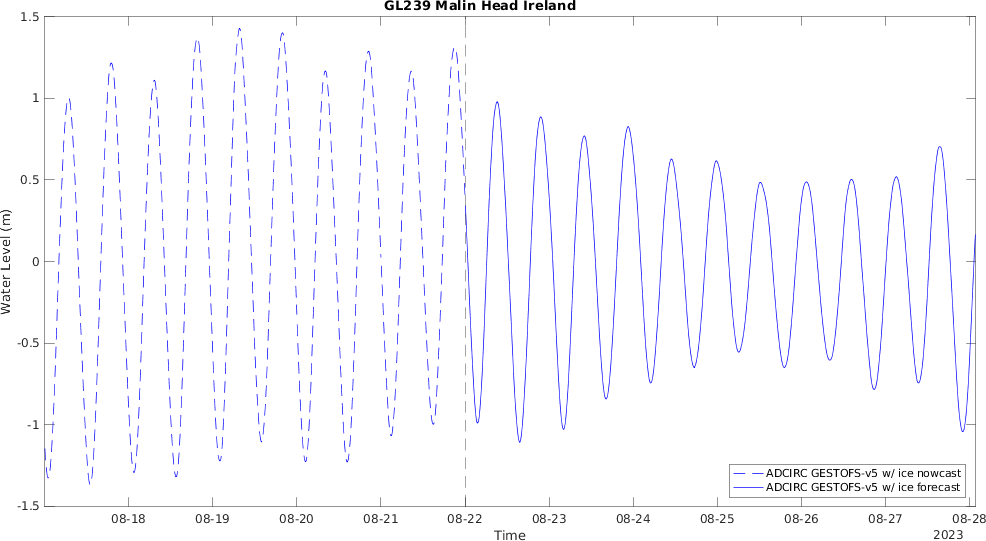 GL239 Malin Head Ireland
1.5
1
0.5
0
-0.5
-1
-1.5
Water Level (m)
08-18 08-19 08-20 08-21 08-22 08-23 08-24 08-25 08-26 08-27 08-28
Time
2023
ADCIRC GESTOFS-v5 w/ ice nowcast
ADCIRC GESTOFS-v5 w/ ice forecast